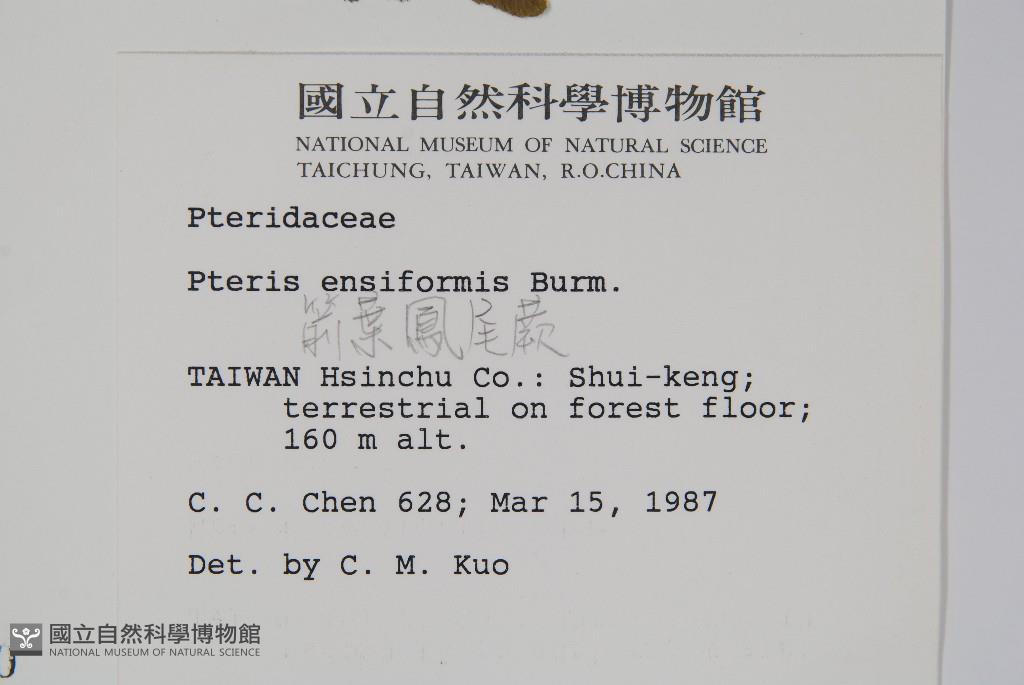 國立自然科學博物館
NATIONAL MUSEUM OF NATURAL SCIENCE
TAICHUNG, TAIWAN, R.O.CHINA
Pteridaceae
Pteris ensiformis Burm.
箭葉鳳尾蕨
TAIWAN Hsinchu Co.: Shui-keng;
terrestrial on forest floor;
160 m alt.
C. C. Chen 628; Mar 15, 1987
Det. by C. M. Kuo
國立自然科學博物館
NATIONAL MUSEUM OF NATURAL SCIENCE